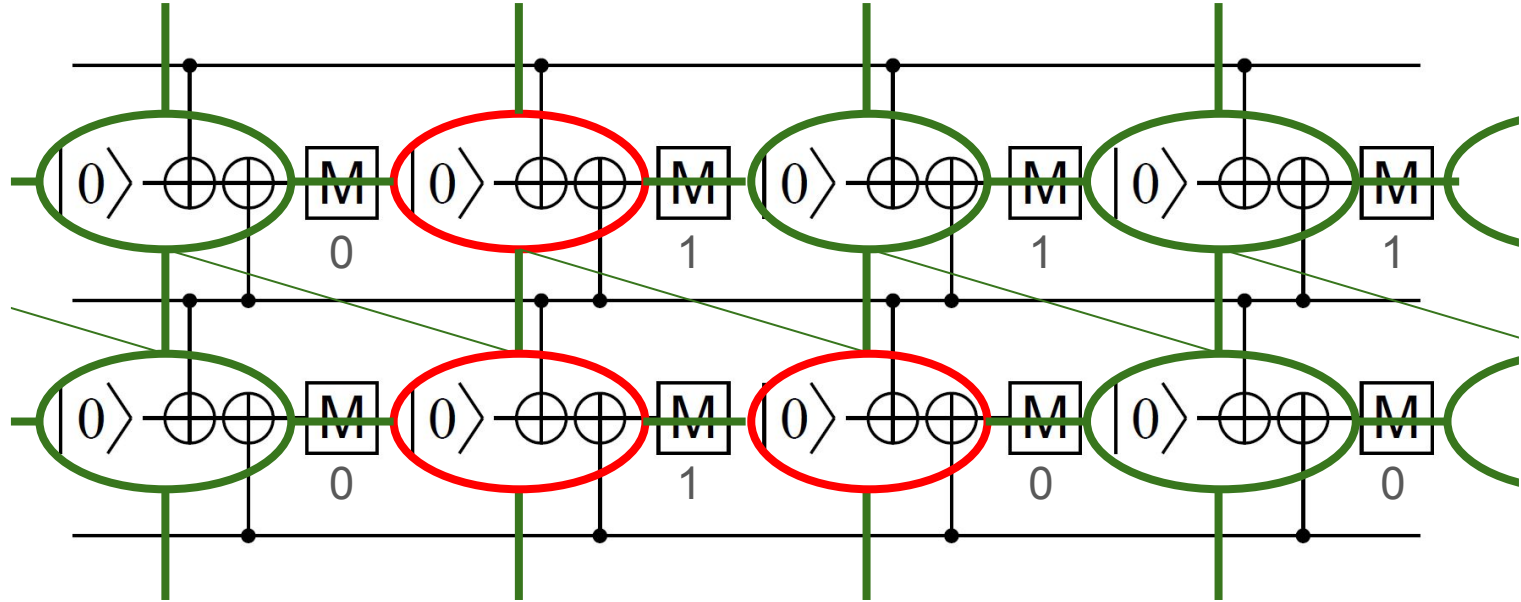 |0⟩ M |0⟩ M |0⟩ M |0⟩ M
0 1 1 1
|0⟩ M |0⟩ M |0⟩ M |0⟩ M
0 1 0 0